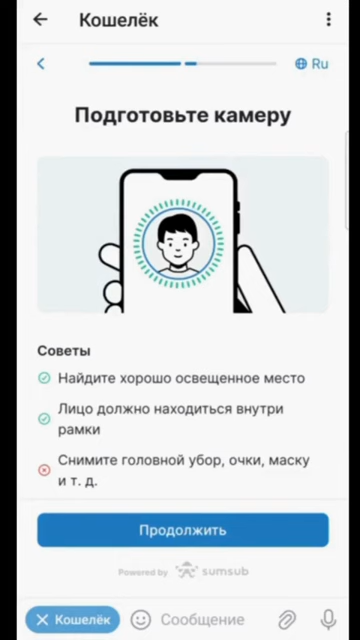 Кошелёк
Ru
Подготовьте камеру
Советы
Найдите хорошо освещенное место
Лицо должно находиться внутри
рамки
Снимите головной убор, очки, маску
и т. д.
Продолжить
Powered by sumsub
Кошелёк Сообщение